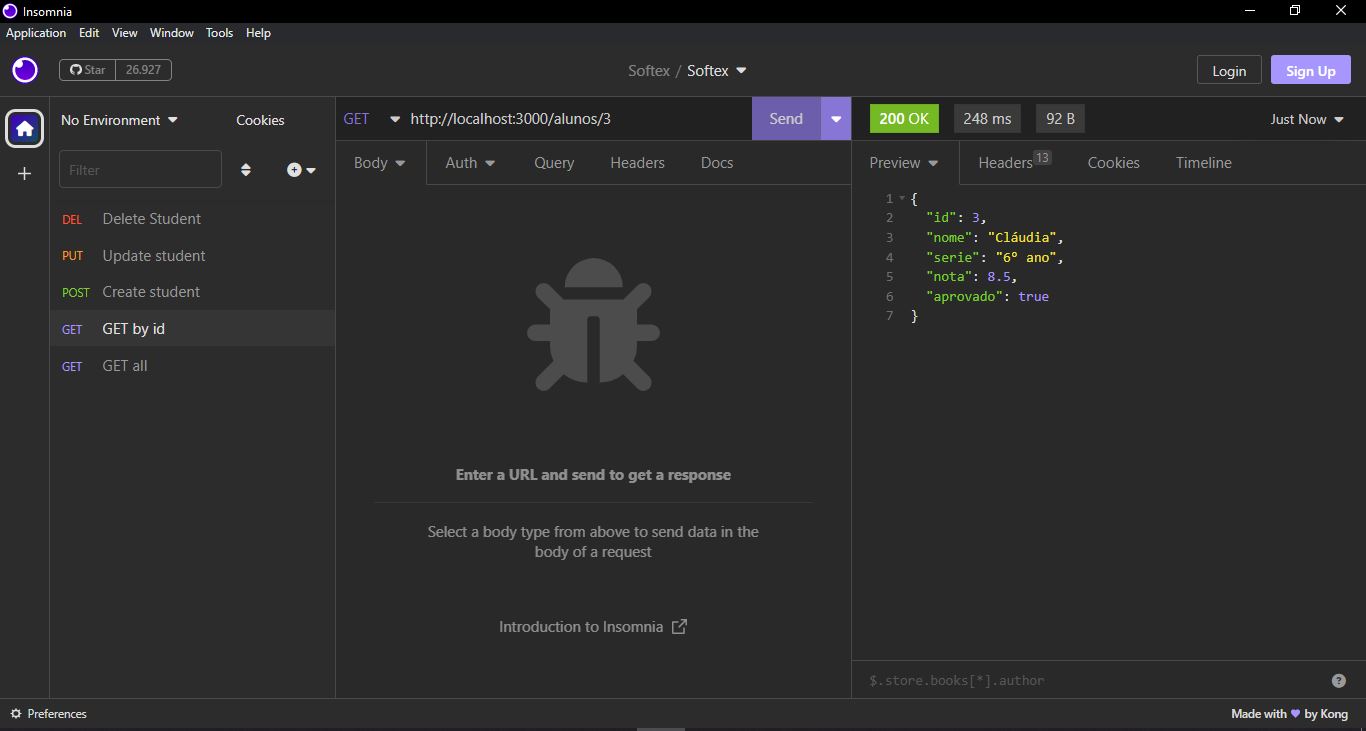 Insomnia
Application Edit View Window Tools Help
Star 26.927
Softex / Softex
Login Sign Up
No Environment Cookies
GET http://localhost:3000/alunos/3 Send
200 OK 248 ms 92 B Just Now
Filter
Body Auth Query Headers Docs
Preview Headers 13 Cookies Timeline
DEL Delete Student
PUT Update student
POST Create student
GET GET by id
GET GET all
Enter a URL and send to get a response
Select a body type from above to send data in the
body of a request
Introduction to Insomnia
1 {
2 "id": 3,
3 "nome": "Cláudia",
4 "serie": "6º ano",
5 "nota": 8.5,
6 "aprovado": true
7 }
$.store.books[*].author ?
Preferences
Made with ♥ by Kong